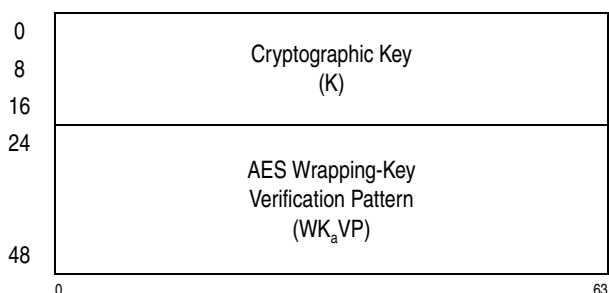 0
8
16
24
48
Cryptographic Key
(K)
AES Wrapping-Key
Verification Pattern
(WKaVP)
0 63